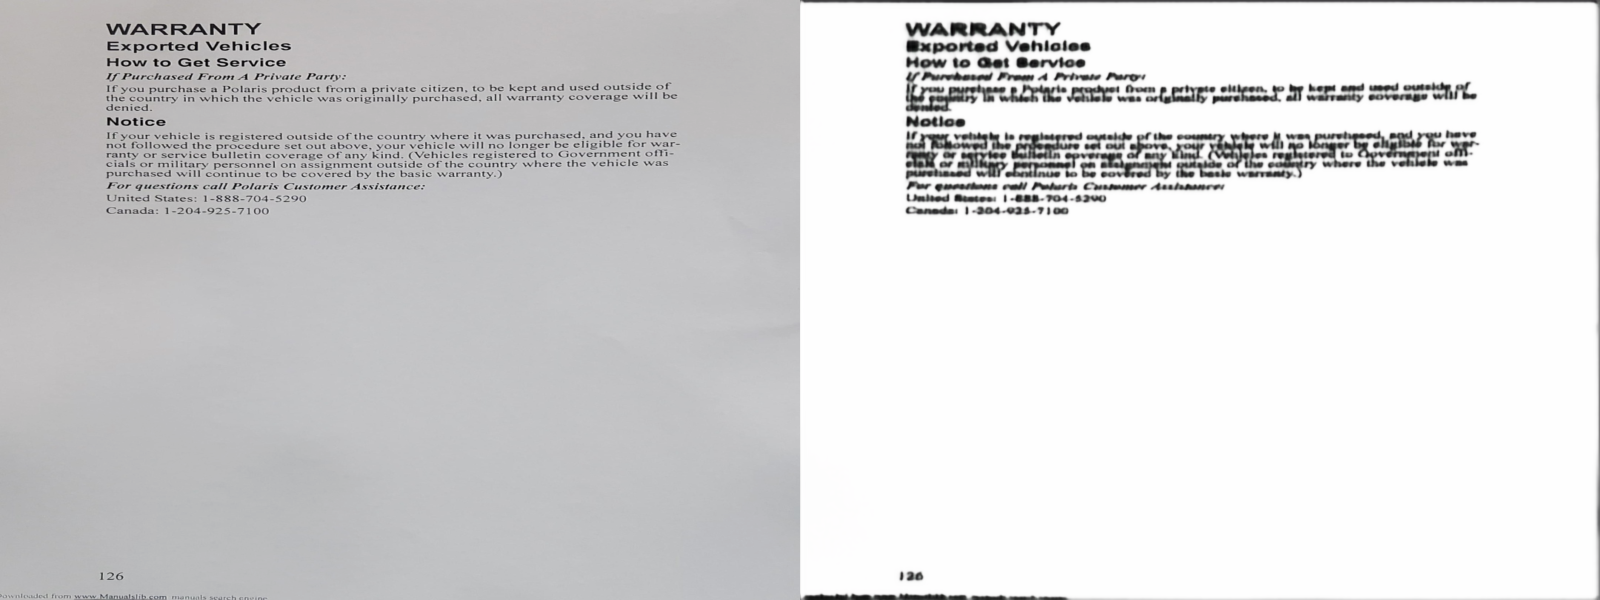 WARRANTY
Exported Vehicles
How to Get Service
If Purchased From A Private Party:
If you purchase a Polaris product from a private citizen, to be kept and used outside of
the country in which the vehicle was originally purchased, all warranty coverage will be
denied.
Notice
If your vehicle is registered outside of the country where it was purchased, and you have
not followed the procedure set out above, your vehicle will no longer be eligible for war-
ranty or service bulletin coverage of any kind. (Vehicles registered to Government offi-
cials or military personnel on assignment outside of the country where the vehicle was
purchased will continue to be covered by the basic warranty.)
For questions call Polaris Customer Assistance:
United States: 1-888-704-5290
Canada: 1-204-925-7100
126
ownloaded from www.Manualslib.com manuals search engine
WARRANTY
Exported Vehicles
How to Get Service
If Purchased From A Private Party:
If you purchase a Polaris product from a private citizen, to be kept and used outside of
the country in which the vehicle was originally purchased, all warranty coverage will be
denied.
Notice
If your vehicle is registered outside of the country where it was purchased, and you have
not followed the procedure set out above, your vehicle will no longer be eligible for war-
ranty or service bulletin coverage of any kind. (Vehicles registered to Government offi-
cials or military personnel on assignment outside of the country where the vehicle was
purchased will continue to be covered by the basic warranty.)
For questions call Polaris Customer Assistance:
United States: 1-888-704-5290
Canada: 1-204-925-7100
126